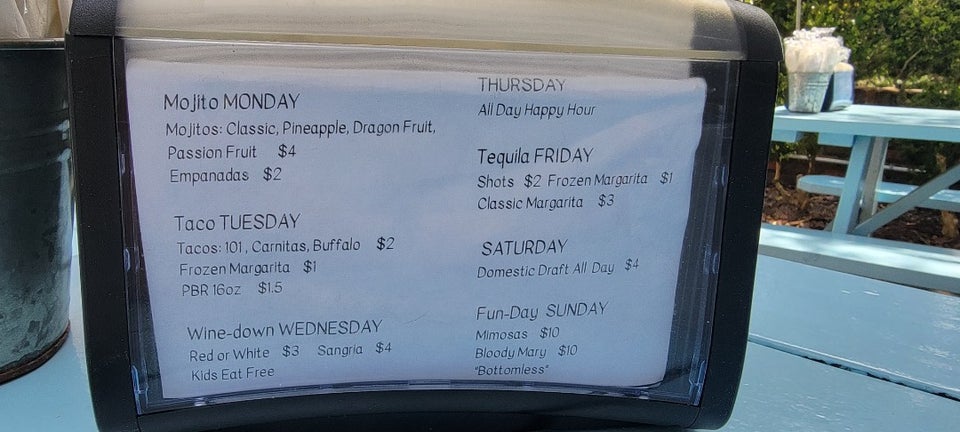 Mojito MONDAY
Mojitos: Classic, Pineapple, Dragon Fruit,
Passion Fruit $4
Empanadas $2
Taco TUESDAY
Tacos: 101, Carnitas, Buffalo $2
Frozen Margarita $1
PBR 16oz $1.5
Wine-down WEDNESDAY
Red or White $3 Sangria $4
Kids Eat Free
THURSDAY
All Day Happy Hour
Tequila FRIDAY
Shots $2 Frozen Margarita $1
Classic Margarita $3
SATURDAY
Domestic Draft All Day $4
Fun-Day SUNDAY
Mimosas $10
Bloody Mary $10
"Bottomless"